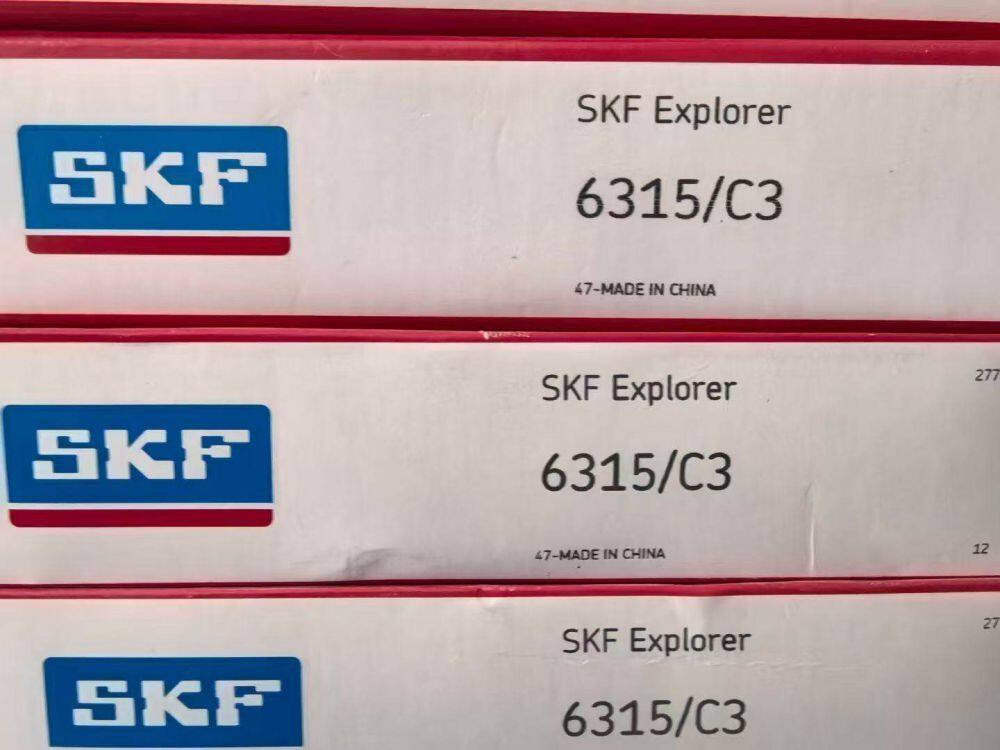 SKF
SKF Explorer
6315/C3
47-MADE IN CHINA
SKF
SKF Explorer
277
6315/C3
47-MADE IN CHINA
12
SKF
SKF Explorer
27
6315/C3